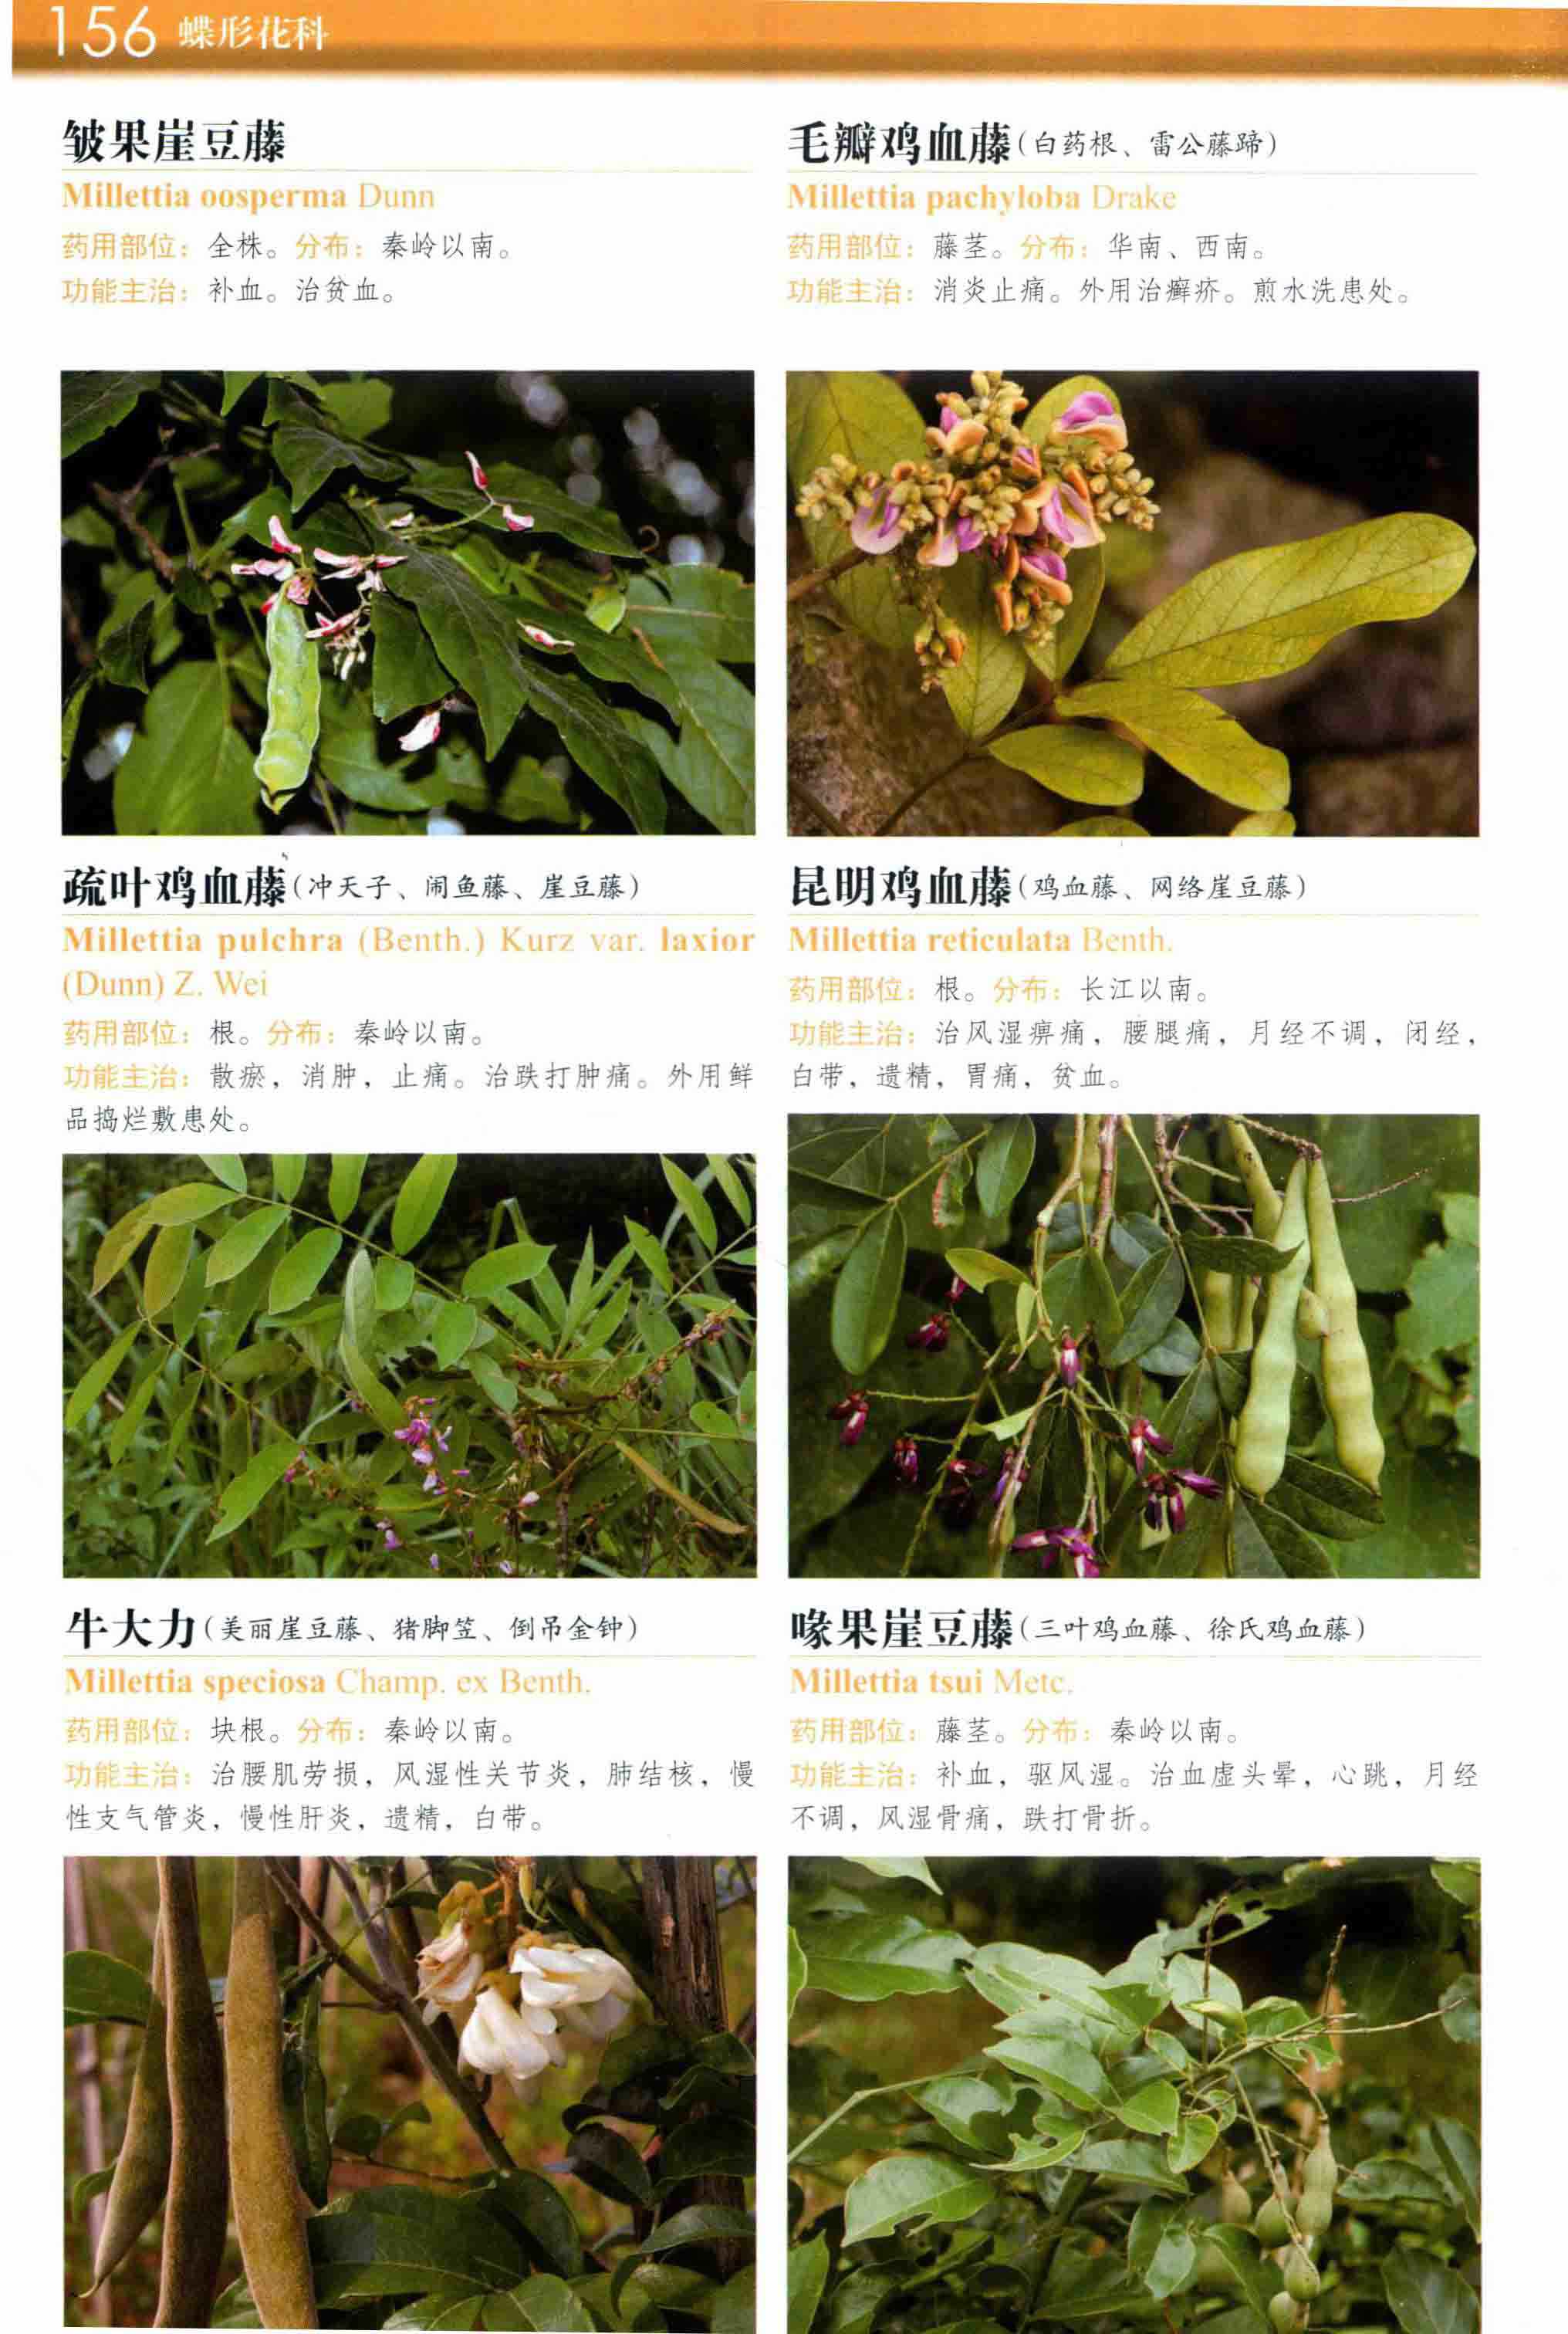 156 蝶形花科
皱果崖豆藤
Millettia oosperma Dunn
药用部位：全株。分布：秦岭以南。
功能主治：补血。治贫血。
毛瓣鸡血藤（白药根、雷公藤蹄）
Millettia pachyloba Drake
药用部位：藤茎。分布：华南、西南。
功能主治：消炎止痛。外用治癣疥。煎水洗患处。
疏叶鸡血藤（冲天子、闹鱼藤、崖豆藤）
Millettia pulchra (Benth.) Kurz var. laxior
(Dunn) Z. Wei
药用部位：根。分布：秦岭以南。
功能主治：散瘀，消肿，止痛。治跌打肿痛。外用鲜
品捣烂敷患处。
昆明鸡血藤（鸡血藤、网络崖豆藤）
Millettia reticulata Benth.
药用部位：根。分布：长江以南。
功能主治：治风湿痹痛，腰腿痛，月经不调，闭经，
白带，遗精，胃痛，贫血。
牛大力（美丽崖豆藤、猪脚笠、倒吊金钟）
Millettia speciosa Champ. ex Benth.
药用部位：块根。分布：秦岭以南。
功能主治：治腰肌劳损，风湿性关节炎，肺结核，慢
性支气管炎，慢性肝炎，遗精，白带。
喙果崖豆藤（三叶鸡血藤、徐氏鸡血藤）
Millettia tsui Metc.
药用部位：藤茎。分布：秦岭以南。
功能主治：补血，驱风湿。治血虚头晕，心跳，月经
不调，风湿骨痛，跌打骨折。